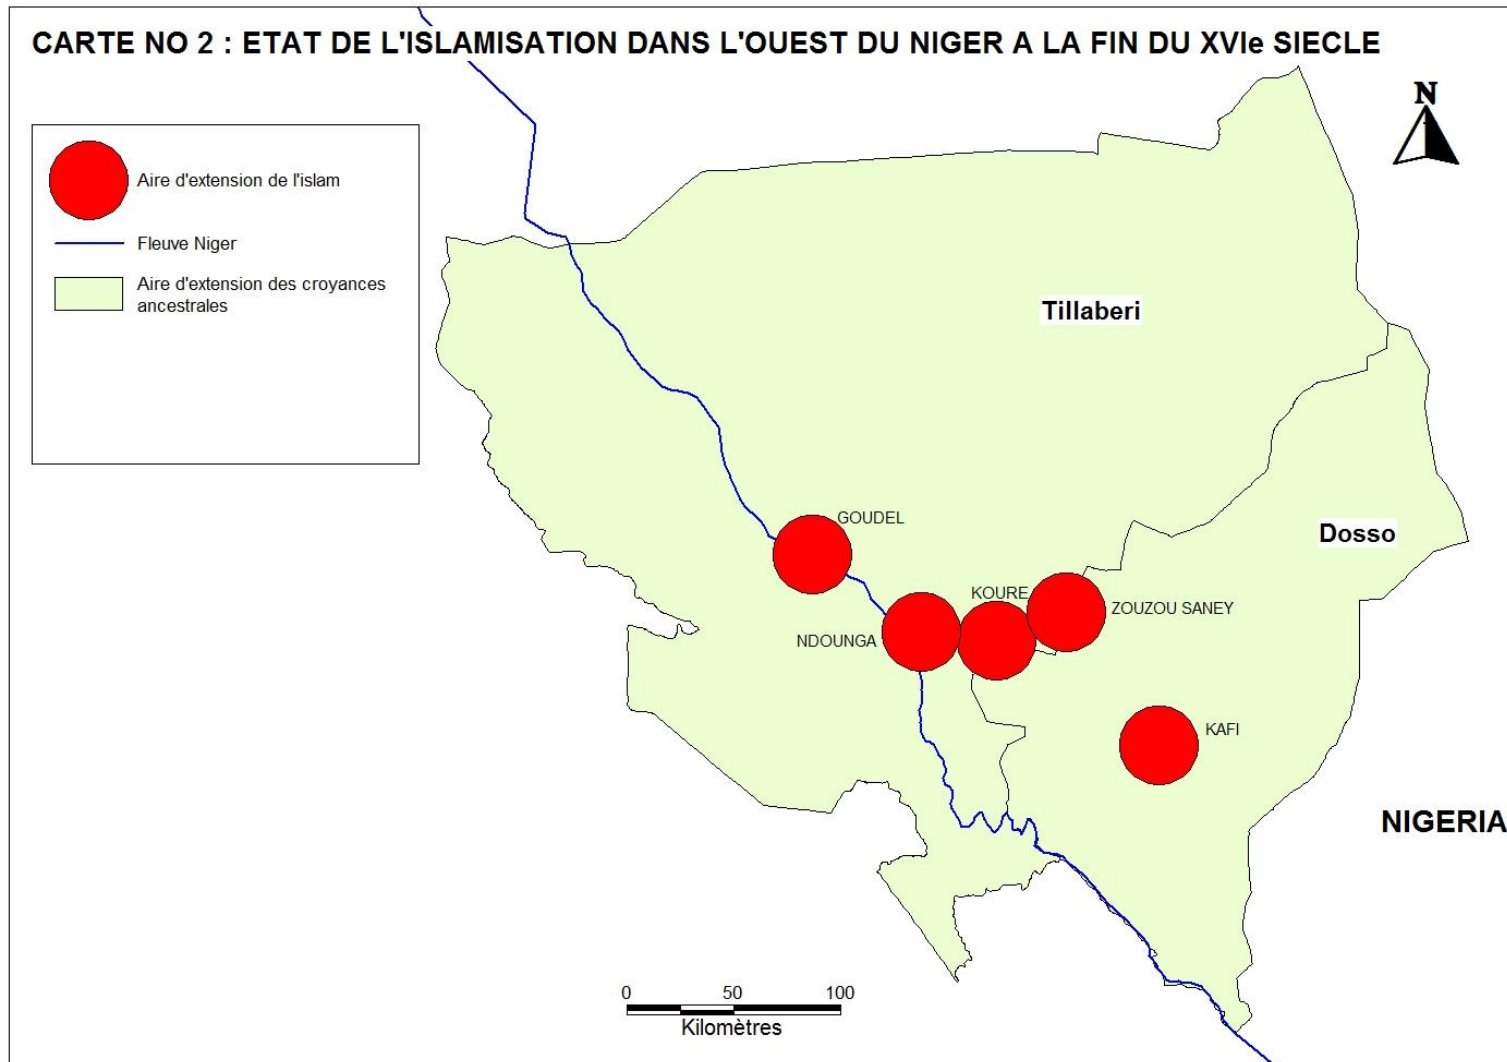 CARTE NO 2 : ETAT DE L'ISLAMISATION DANS L'OUEST DU NIGER A LA FIN DU XVIe SIECLE
N
Aire d'extension de l'islam
Fleuve Niger
Aire d'extension des croyances
ancestrales
Tillaberi
Dosso
GOUDEL
KOURE
ZOUZOU SANEY
NDOUNGA
KAFI
NIGERIA
0 50 100
Kilomètres